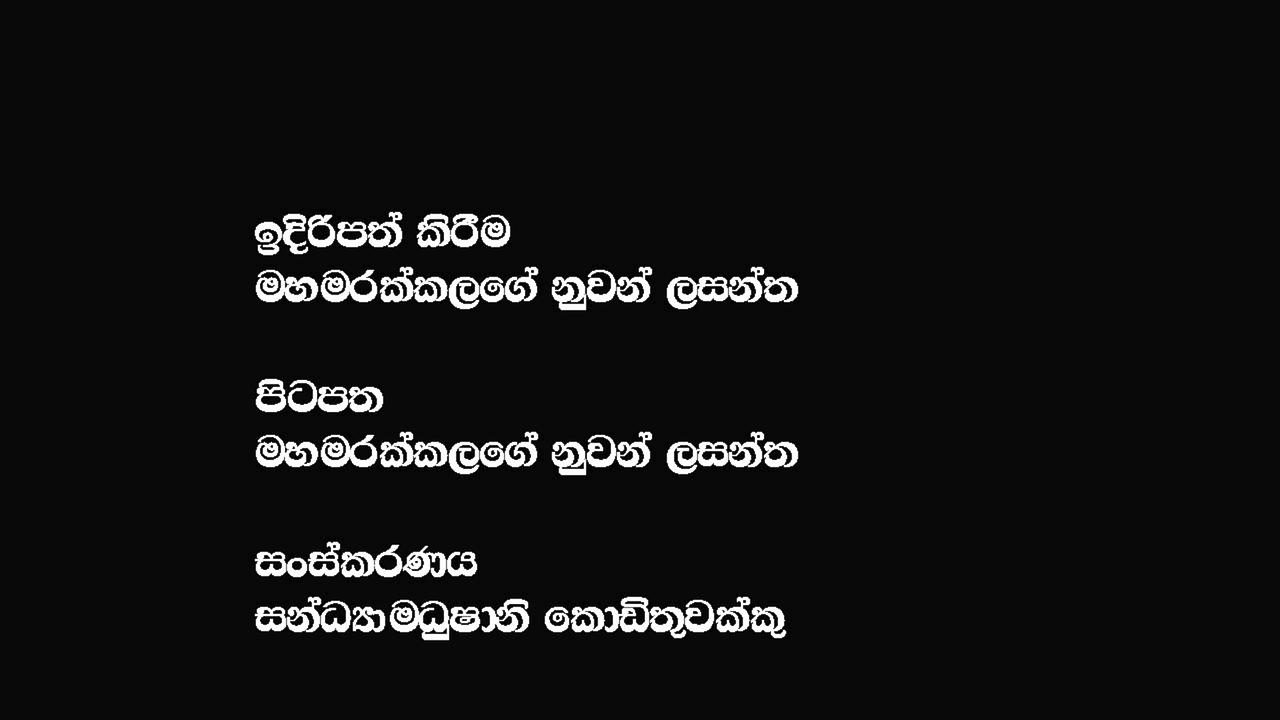 ඉදිරිපත් කිරීම
මහමරක්කලගේ නුවන් ලසන්ත
පිටපත
මහමරක්කලගේ නුවන් ලසන්ත
සංස්කරණය
සන්ධ්‍යාමධුෂානි කොඩිතුවක්කු